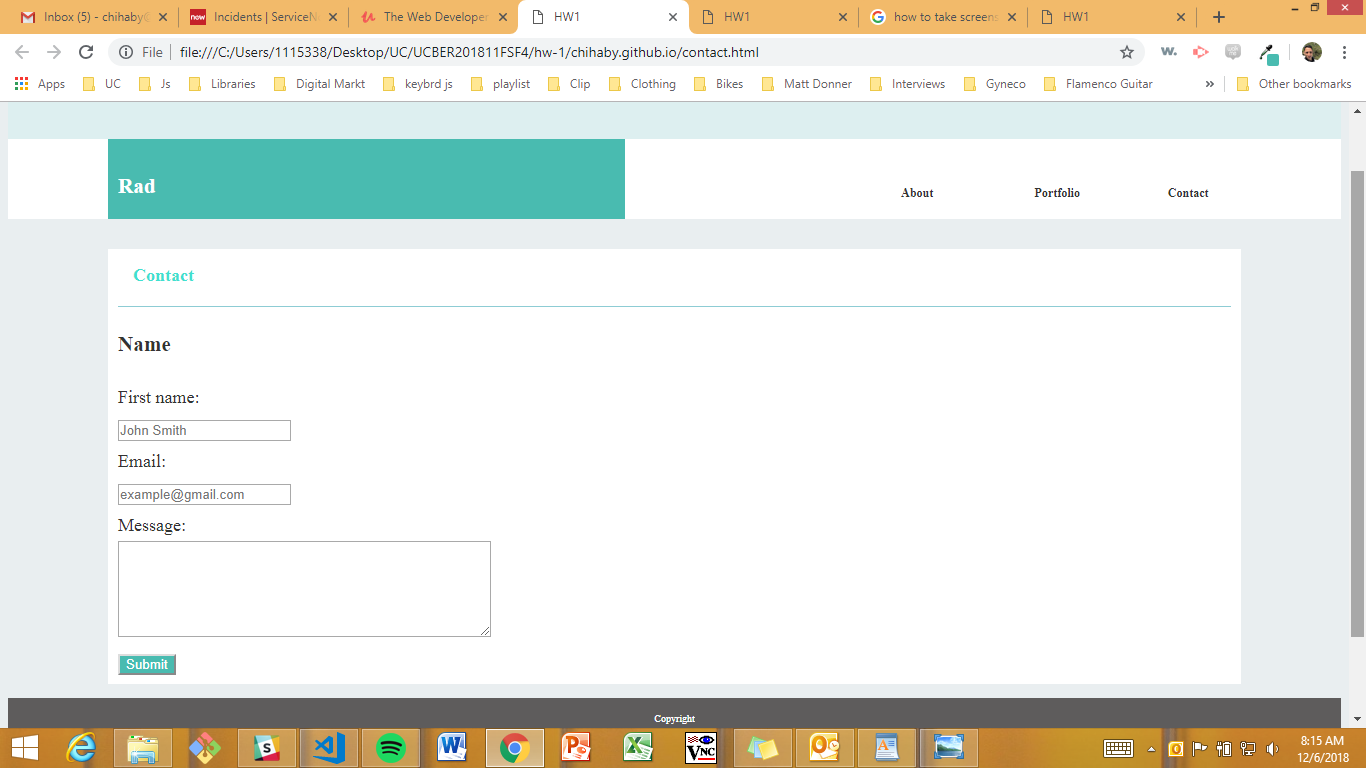 Inbox (5) - chihaby@
Incidents | ServiceN
The Web Developer
HW1
HW1
how to take screens
HW1
File file:///C:/Users/1115338/Desktop/UC/UCBER201811FSF4/hw-1/chihaby.github.io/contact.html
Apps UC Js Libraries Digital Markt keybrd js playlist Clip Clothing Bikes Matt Donner Interviews Gyneco Flamenco Guitar » Other bookmarks
Rad
About Portfolio Contact
Contact
Name
First name:
John Smith
Email:
example@gmail.com
Message:
Submit
Copyright
8:15 AM
12/6/2018